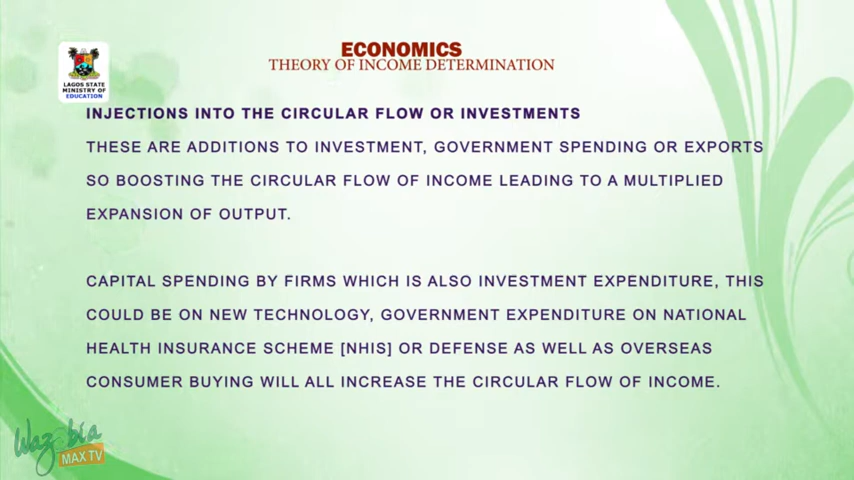 ECONOMICS
THEORY OF INCOME DETERMINATION
LAGOS STATE
MINISTRY OF
EDUCATION
INJECTIONS INTO THE CIRCULAR FLOW OR INVESTMENTS
THESE ARE ADDITIONS TO INVESTMENT, GOVERNMENT SPENDING OR EXPORTS
SO BOOSTING THE CIRCULAR FLOW OF INCOME LEADING TO A MULTIPLIED
EXPANSION OF OUTPUT.
CAPITAL SPENDING BY FIRMS WHICH IS ALSO INVESTMENT EXPENDITURE, THIS
COULD BE ON NEW TECHNOLOGY, GOVERNMENT EXPENDITURE ON NATIONAL
HEALTH INSURANCE SCHEME [NHIS] OR DEFENSE AS WELL AS OVERSEAS
CONSUMER BUYING WILL ALL INCREASE THE CIRCULAR FLOW OF INCOME.
Wazobia
MAX TV